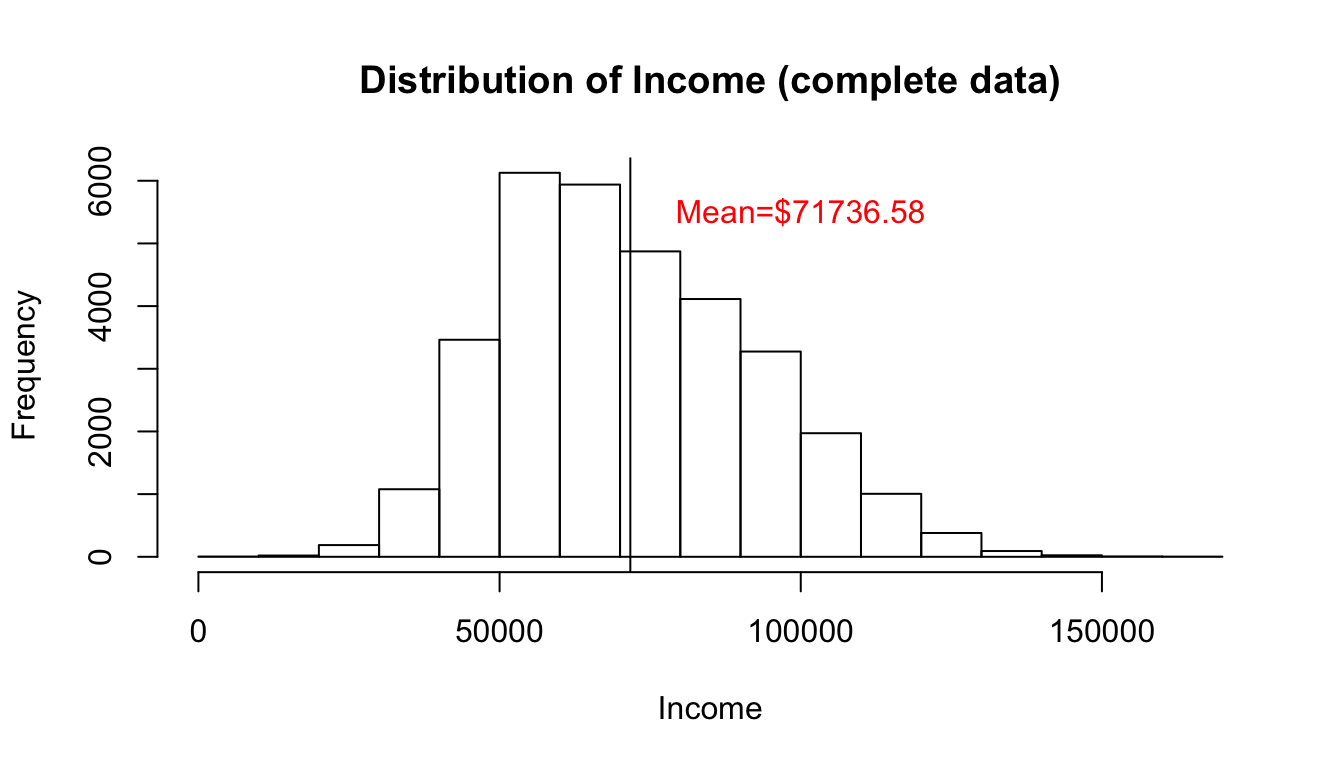 Distribution of Income (complete data)
6000
4000
2000
0
Frequency
Mean=$71736.58
0 50000 100000 150000
Income